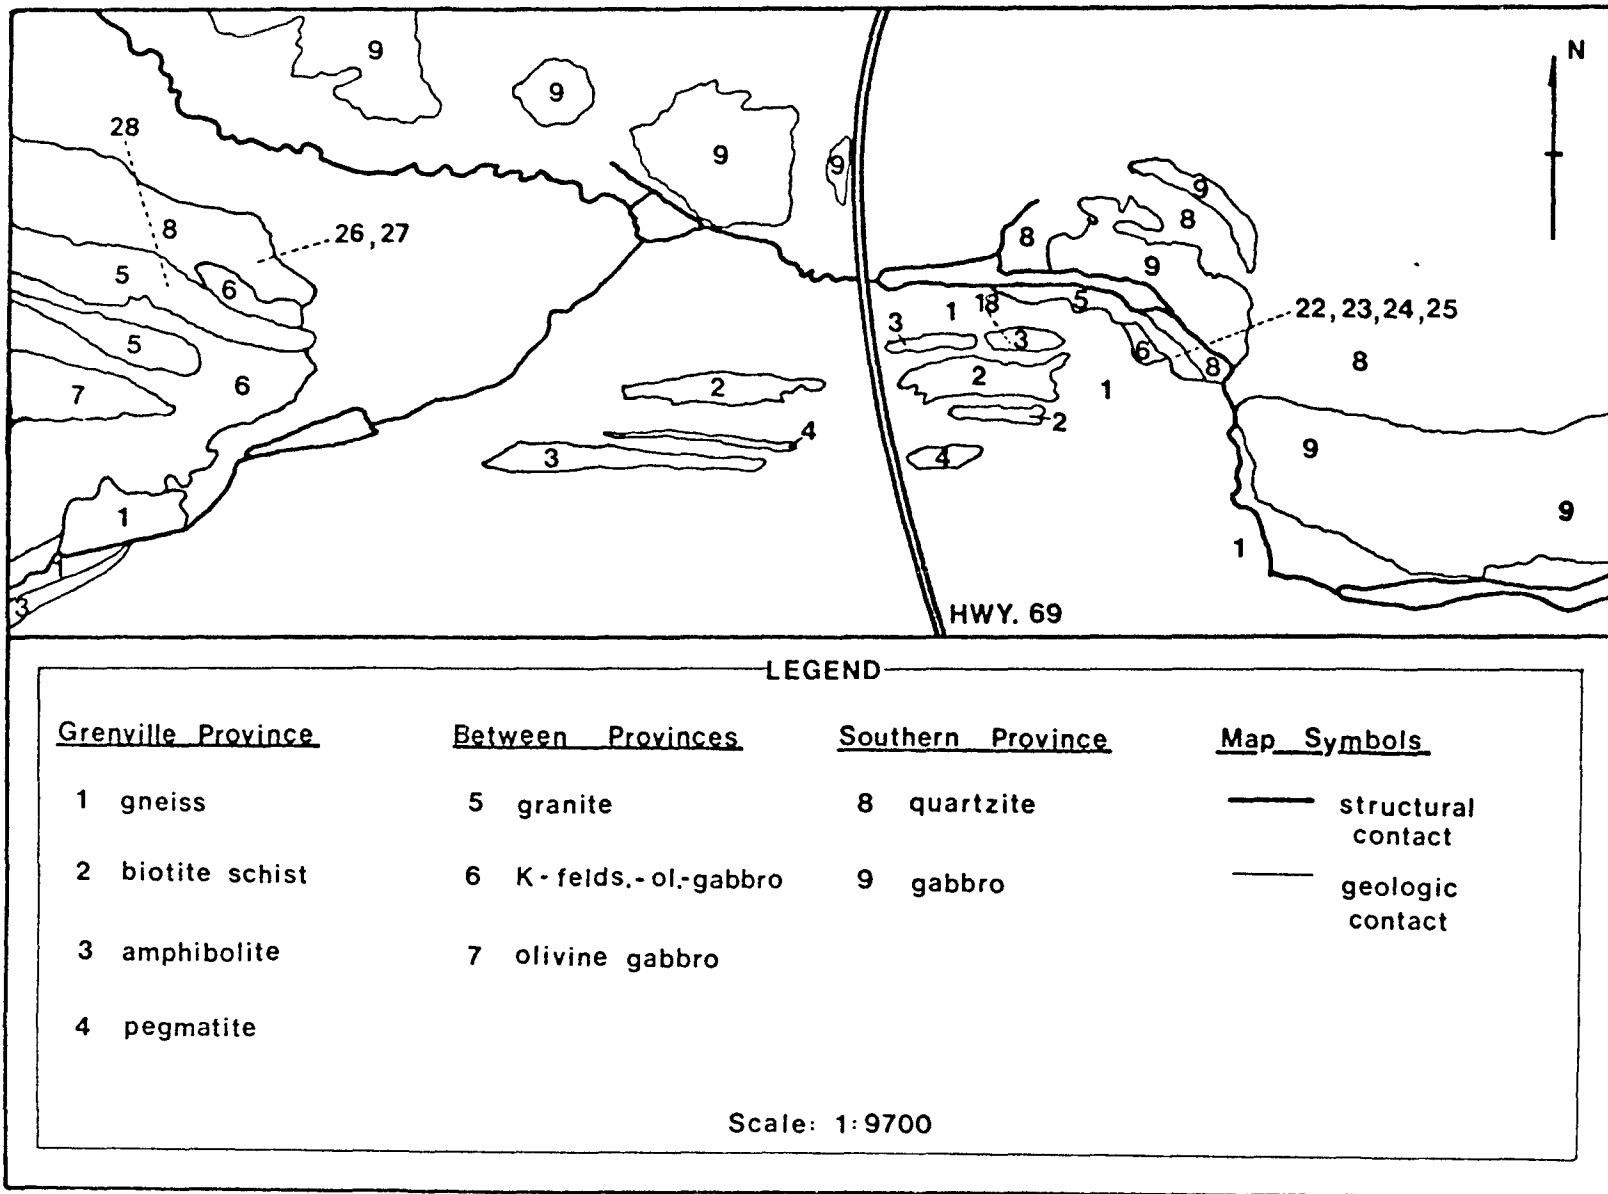 9
N
9
28
9
9
9
8
26,27
8
8
9
5
6
9
1
18
5
22,23,24,25
3
3
5
6
8
8
7
6
2
2
1
2
4
9
3
4
9
1
1
3
HWY. 69
LEGEND
Grenville Province
Between Provinces
Southern Province
Map Symbols
1 gneiss
5 granite
8 quartzite
structural
contact
2 biotite schist
6 K-felds.-ol.-gabbro
9 gabbro
geologic
contact
3 amphibolite
7 olivine gabbro
4 pegmatite
Scale: 1:9700